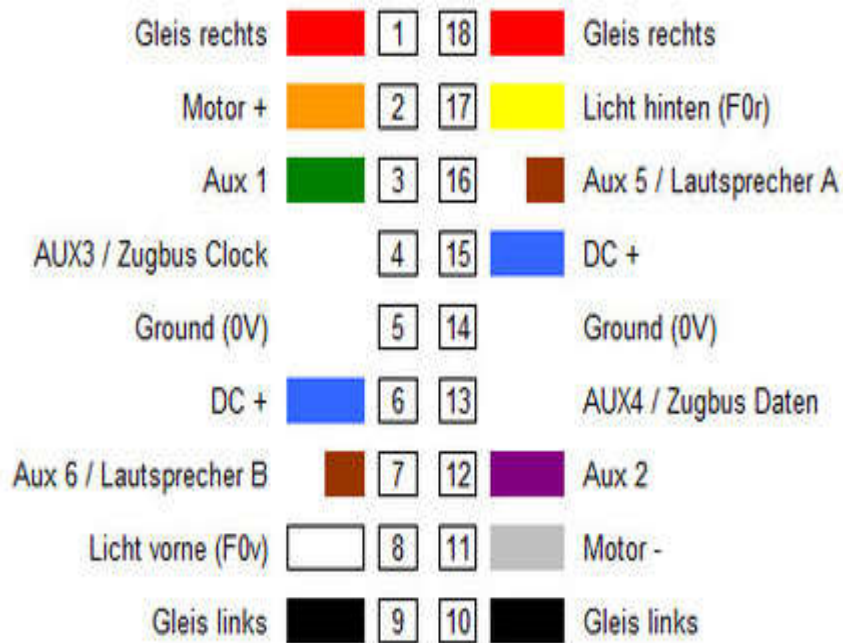 Gleis rechts 1 18 Gleis rechts
Motor + 2 17 Licht hinten (F0r)
Aux 1 3 16 Aux 5 / Lautsprecher A
AUX3 / Zugbus Clock 4 15 DC +
Ground (0V) 5 14 Ground (0V)
DC + 6 13 AUX4 / Zugbus Daten
Aux 6 / Lautsprecher B 7 12 Aux 2
Licht vorne (F0v) 8 11 Motor -
Gleis links 9 10 Gleis links